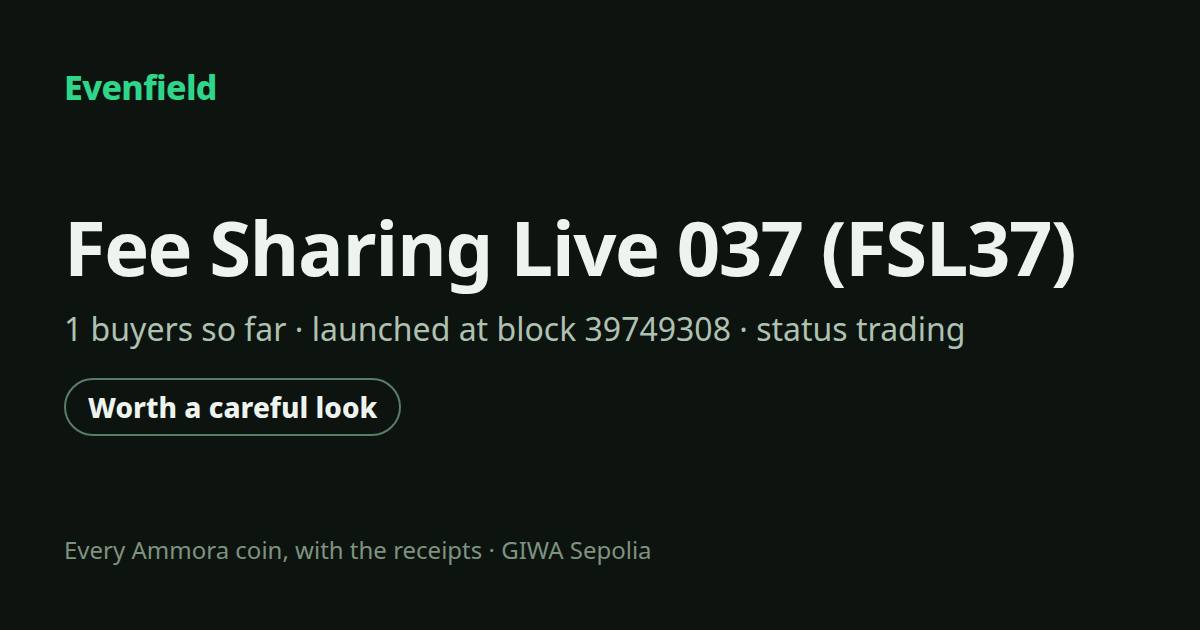 Evenfield
Fee Sharing Live 037 (FSL37)
1 buyers so far · launched at block 39749308 · status trading
Worth a careful look
Every Ammora coin, with the receipts · GIWA Sepolia